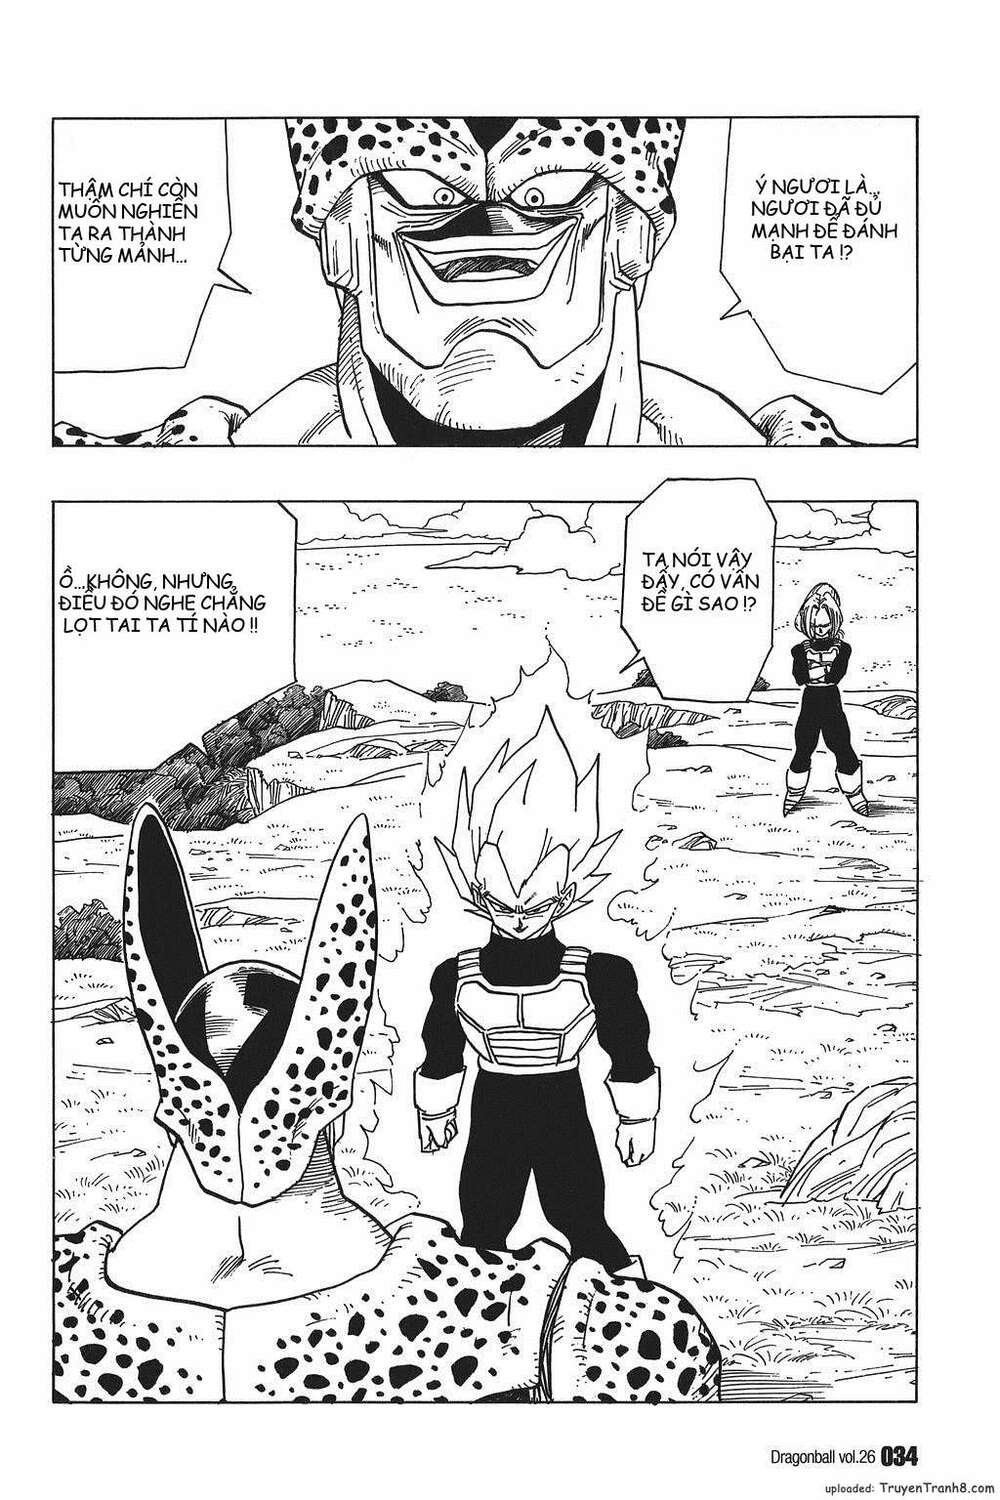 Ý NGƯƠI LÀ...
NGƯƠI ĐÃ ĐỦ
MẠNH ĐỂ ĐÁNH
BẠI TA !?
THẬM CHÍ CÒN
MUỐN NGHIỀN
TA RA THÀNH
TỪNG MẢNH...
TA NÓI VẬY
ĐẤY, CÓ VẤN
ĐỀ GÌ SAO !?
Ồ...KHÔNG, NHƯNG
ĐIỀU ĐÓ NGHE CHẲNG
LỌT TAI TA TÍ NÀO !!
Dragonball vol.26 034
uploaded: TruyenTranh8.com